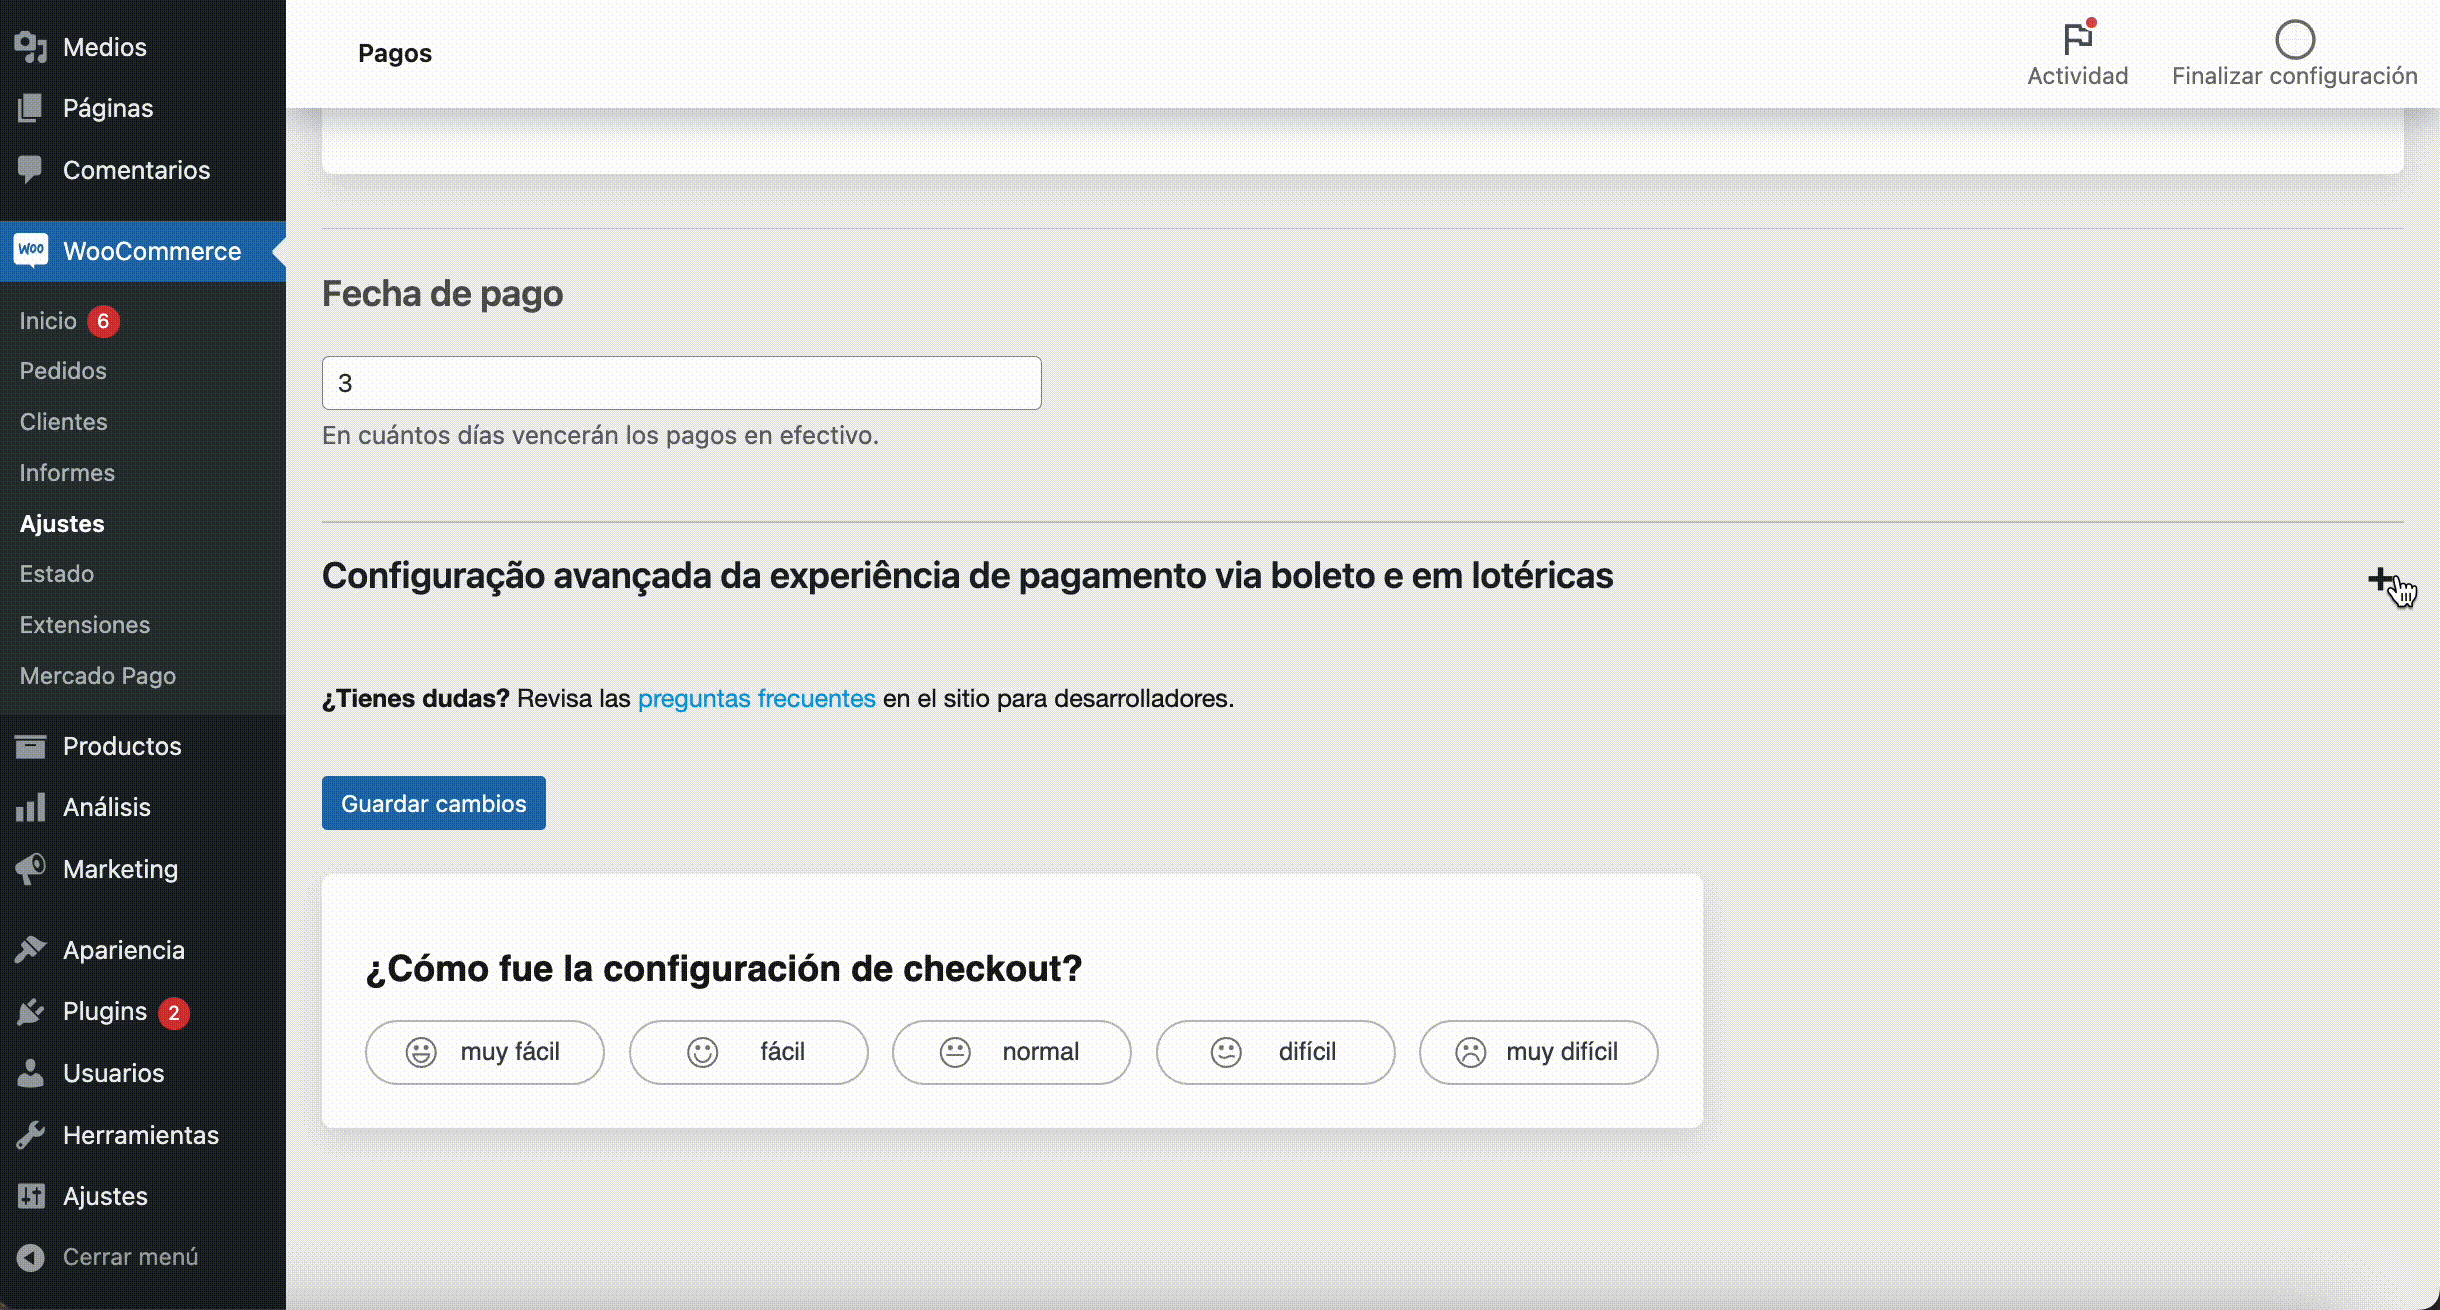 Medios
Páginas
Comentarios
woo WooCommerce
Inicio 6
Pedidos
Clientes
Informes
Ajustes
Estado
Extensiones
Mercado Pago
Productos
Análisis
Marketing
Apariencia
Plugins 2
Usuarios
Herramientas
Ajustes
Cerrar menú
Pagos
Actividad
Finalizar configuración
Fecha de pago
3
En cuántos días vencerán los pagos en efectivo.
Configuração avançada da experiência de pagamento via boleto e em lotéricas
¿Tienes dudas? Revisa las preguntas frecuentes en el sitio para desarrolladores.
Guardar cambios
¿Cómo fue la configuración de checkout?
muy fácil fácil normal difícil muy difícil